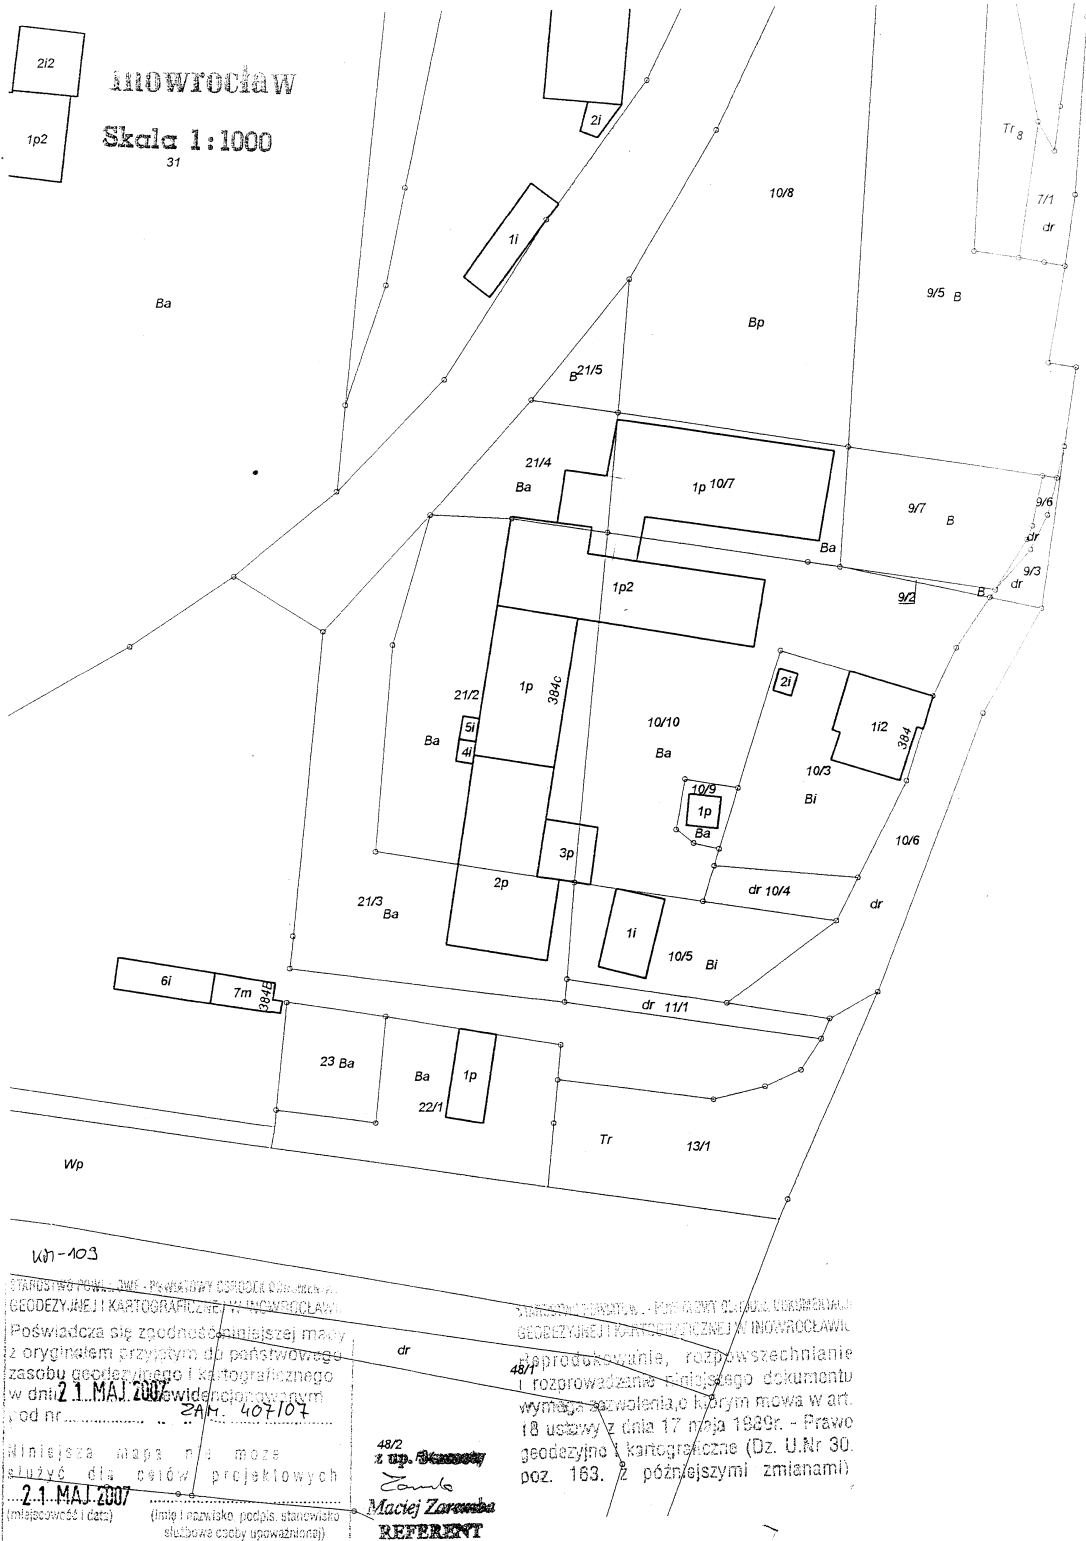 2i2
Inowrocław
1p2
Skala 1:1000
31
2i
Tr 8
10/8
7/1
dr
1i
Ba
9/5 B
Bp
B 21/5
21/4
Ba
1p 10/7
9/7 B
9/6
dr
Ba
9/3
dr
1p2
9/2
B
2i
1p
384c
21/2
10/10
1i2
384
5i
Ba
4i
Ba
10/3
Bi
10/9
1p
Ba
10/6
3p
2p
dr 10/4
21/3 Ba
dr
1i
10/5 Bi
6i
7m
384B
dr 11/1
23 Ba
Ba
1p
22/1
Tr
13/1
Wp
KM-109
GEODEZYJNEJ I KARTOGRAFICZNEJ W INOWROCŁAWIU
Poświadcza się zgodność niniejszej mapy
z oryginałem przyjętym do państwowego
zasobu geodezyjnego i kartograficznego
w dniu 21. MAJ. 2007 zewidencjonowanym
pod nr ZAM. 407/07
Niniejsza mapa nie może
służyć dla celów projektowych
21. MAJ. 2007
(miejscowość i data)
(imię i nazwisko, podpis, stanowisko
służbowe osoby upoważnionej)
dr
48/1
48/2
z up. Starosty
Maciej Zaremba
REFERENT
GEODEZYJNEJ I KARTOGRAFICZNEJ W INOWROCŁAWIU
Reprodukowanie, rozpowszechnianie
i rozprowadzanie niniejszego dokumentu
wymaga zezwolenia, o którym mowa w art.
18 ustawy z dnia 17 maja 1989r. - Prawo
geodezyjne i kartograficzne (Dz. U.Nr 30.
poz. 163. z późniejszymi zmianami)